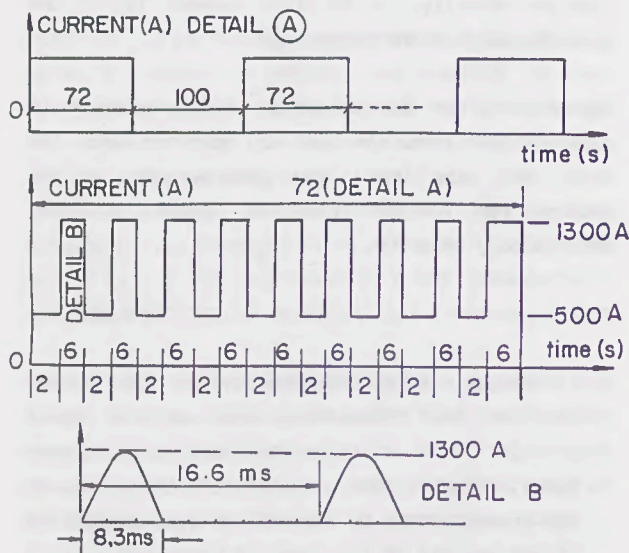 CURRENT(A) DETAIL A
72 100 72
0
time (s)
CURRENT(A) 72(DETAIL A)
DETAIL B
1300 A
500 A
0
6 6 6 6 6 6 6 6 6 time (s)
2 2 2 2 2 2 2 2 2
1300 A
16.6 ms
DETAIL B
8,3ms